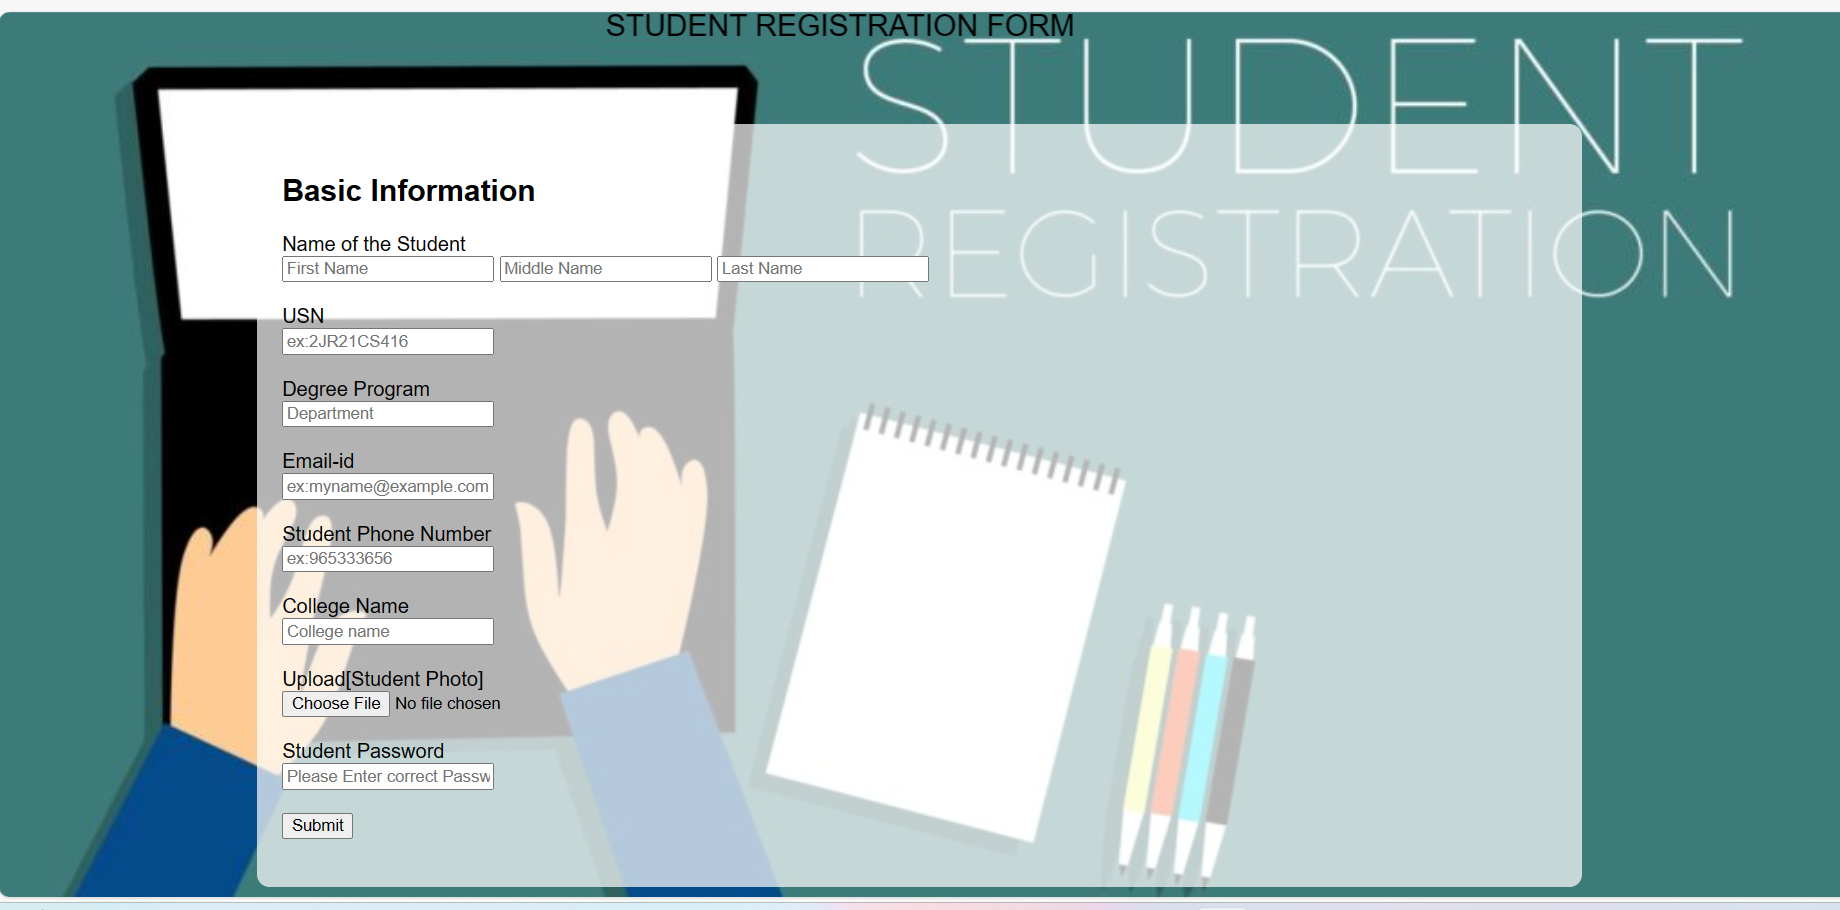 STUDENT REGISTRATION FORM
STUDENT
REGISTRATION
Basic Information
Name of the Student
First Name Middle Name Last Name
USN
ex:2JR21CS416
Degree Program
Department
Email-id
ex:myname@example.com
Student Phone Number
ex:965333656
College Name
College name
Upload[Student Photo]
Choose File No file chosen
Student Password
Please Enter correct Passw
Submit